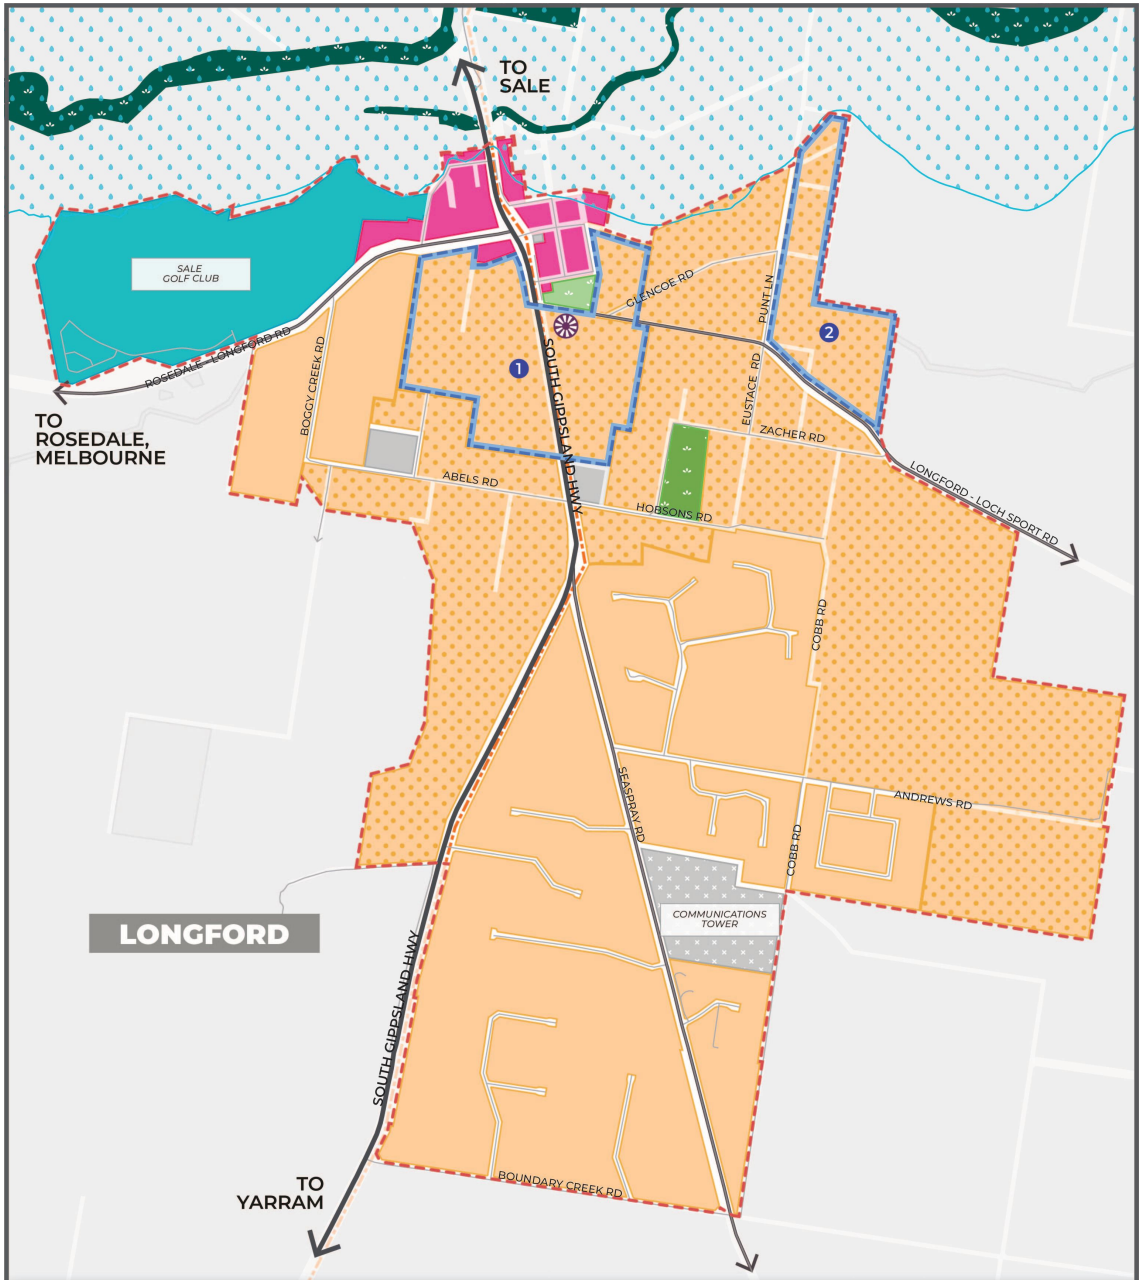 TO
SALE
SALE
GOLF CLUB
GLENCOE RD
PUNT LN
2
ROSEDALE - LONGFORD RD
BOGGY CREEK RD
1
SOUTH GIPPSLAND HWY
EUSTACE RD
TO
ROSEDALE,
MELBOURNE
ZACHER RD
ABELS RD
LONGFORD - LOCH SPORT RD
HOBSONS RD
COBB RD
SEASPRAY RD
ANDREWS RD
COBB RD
COMMUNICATIONS
TOWER
LONGFORD
SOUTH GIPPSLAND HWY
BOUNDARY CREEK RD
TO
YARRAM